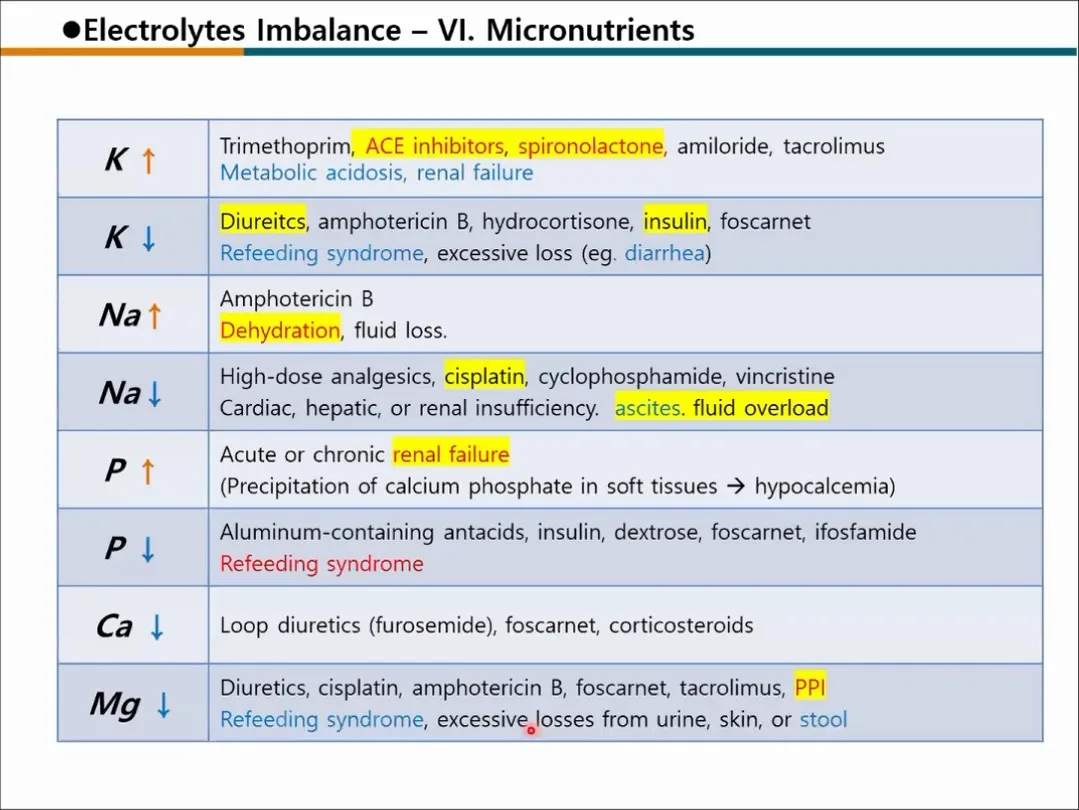 ●Electrolytes Imbalance – VI. Micronutrients
K ↑
Trimethoprim, ACE inhibitors, spironolactone, amiloride, tacrolimus
Metabolic acidosis, renal failure
K ↓
Diureitcs, amphotericin B, hydrocortisone, insulin, foscarnet
Refeeding syndrome, excessive loss (eg. diarrhea)
Na ↑
Amphotericin B
Dehydration, fluid loss.
Na ↓
High-dose analgesics, cisplatin, cyclophosphamide, vincristine
Cardiac, hepatic, or renal insufficiency. ascites. fluid overload
P ↑
Acute or chronic renal failure
(Precipitation of calcium phosphate in soft tissues → hypocalcemia)
P ↓
Aluminum-containing antacids, insulin, dextrose, foscarnet, ifosfamide
Refeeding syndrome
Ca ↓
Loop diuretics (furosemide), foscarnet, corticosteroids
Mg ↓
Diuretics, cisplatin, amphotericin B, foscarnet, tacrolimus, PPI
Refeeding syndrome, excessive losses from urine, skin, or stool